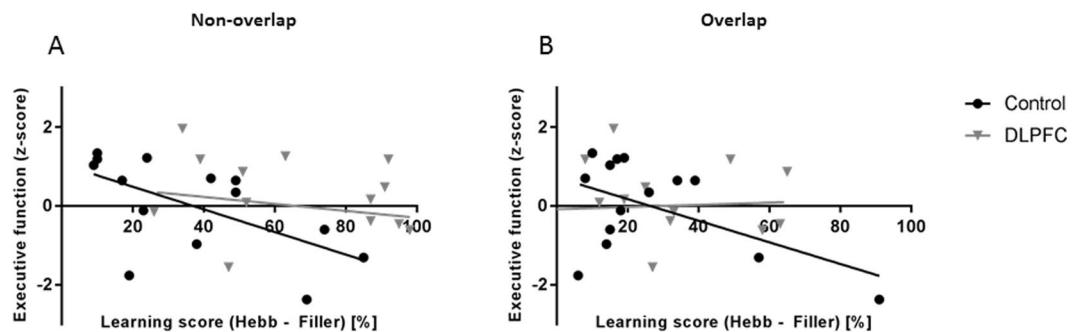 Non-overlap
Overlap
A
B
Executive function (z-score)
2
0
-2
20
40
60
80
100
Learning score (Hebb - Filler) [%]
Executive function (z-score)
2
0
-2
20
40
60
80
100
Learning score (Hebb - Filler) [%]
Control
DLPFC